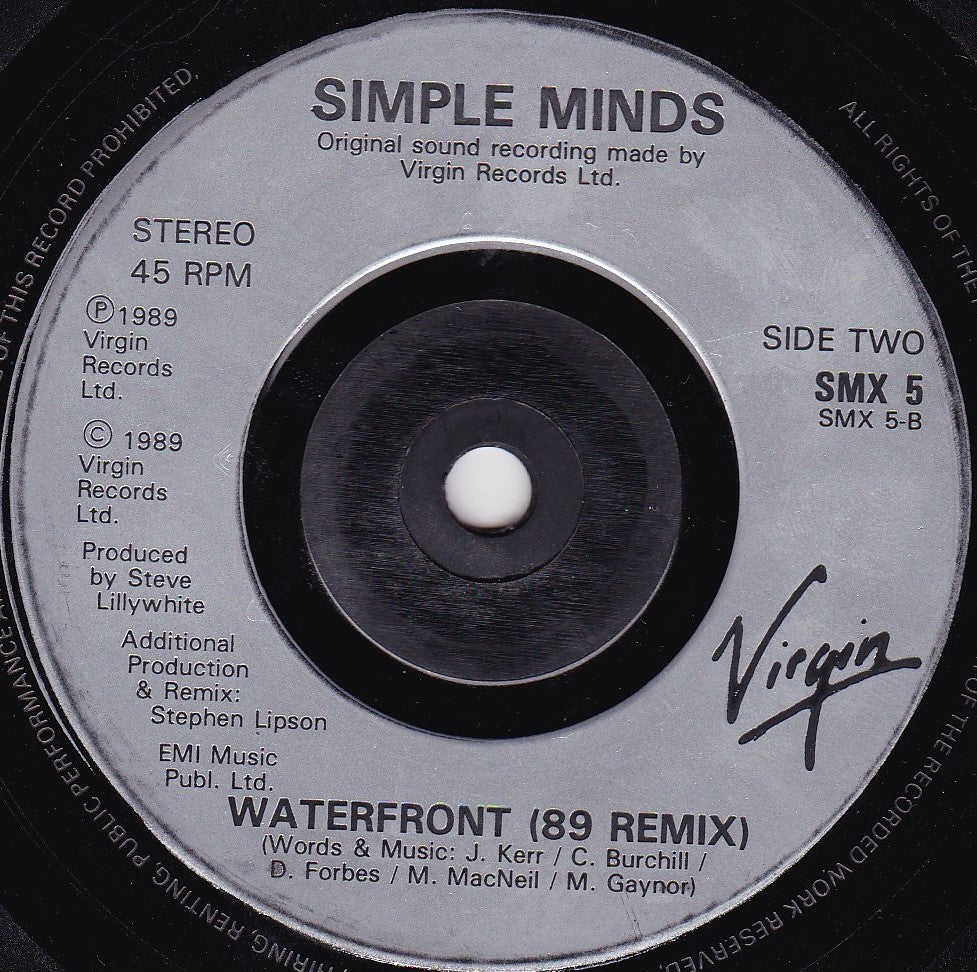 SIMPLE MINDS
Original sound recording made by
Virgin Records Ltd.
STEREO
45 RPM
Ⓟ 1989
Virgin
Records
Ltd.
© 1989
Virgin
Records
Ltd.
Produced
by Steve
Lillywhite
Additional
Production
& Remix:
Stephen Lipson
EMI Music
Publ. Ltd.
SIDE TWO
SMX 5
SMX 5-B
Virgin
WATERFRONT (89 REMIX)
(Words & Music: J. Kerr / C. Burchill /
D. Forbes / M. MacNeil / M. Gaynor)
ALL RIGHTS OF THE
OF THE RECORDED WORK RESERVED,
HIRING, RENTING, PUBLIC PERFORMANCE
OF THIS RECORD PROHIBITED.